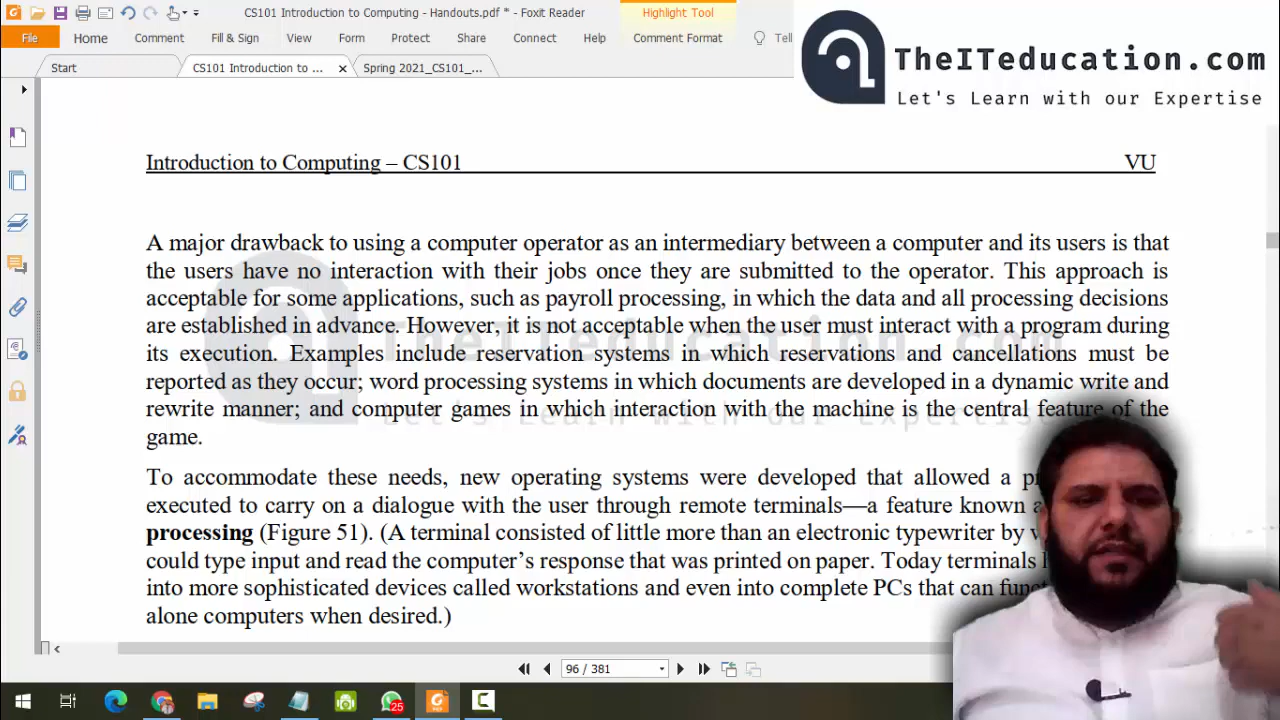 CS101 Introduction to Computing - Handouts.pdf * - Foxit Reader
Highlight Tool
File Home Comment Fill & Sign View Form Protect Share Connect Help Comment Format Tell
Start CS101 Introduction to ... Spring 2021_CS101_...
TheITeducation.com
Let's Learn with our Expertise
Introduction to Computing – CS101 VU
A major drawback to using a computer operator as an intermediary between a computer and its users is that
the users have no interaction with their jobs once they are submitted to the operator. This approach is
acceptable for some applications, such as payroll processing, in which the data and all processing decisions
are established in advance. However, it is not acceptable when the user must interact with a program during
its execution. Examples include reservation systems in which reservations and cancellations must be
reported as they occur; word processing systems in which documents are developed in a dynamic write and
rewrite manner; and computer games in which interaction with the machine is the central feature of the
game.
TheITeducation.com
Let's Learn with our Expertise
To accommodate these needs, new operating systems were developed that allowed a
executed to carry on a dialogue with the user through remote terminals—a feature known
processing (Figure 51). (A terminal consisted of little more than an electronic typewriter by
could type input and read the computer's response that was printed on paper. Today terminals
into more sophisticated devices called workstations and even into complete PCs that can
alone computers when desired.)
96 / 381
25